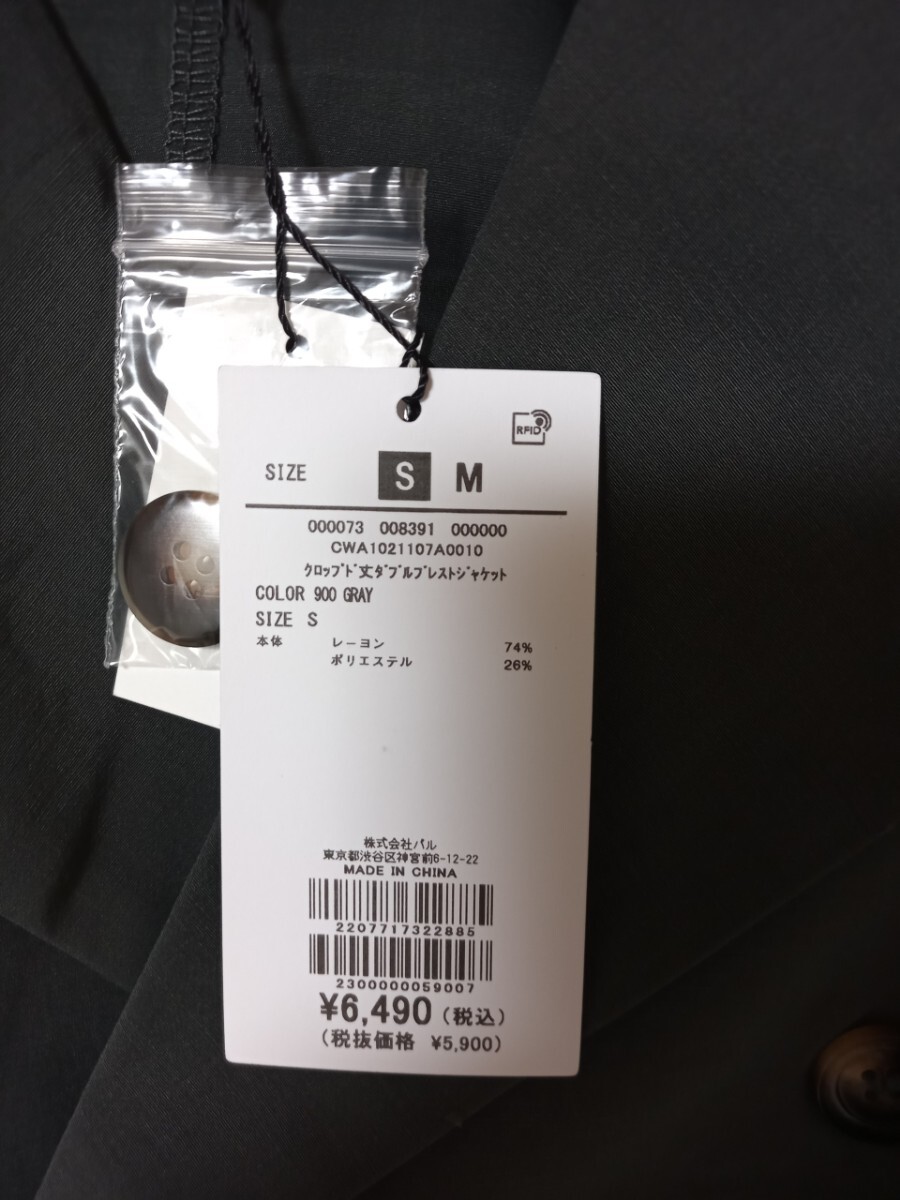 RFID
SIZE S M
000073 008391 000000
CWA1021107A0010
ｸﾛｯﾌﾟﾄﾞ丈ﾀﾞﾌﾞﾙﾌﾞﾚｽﾄｼﾞｬｹｯﾄ
COLOR 900 GRAY
SIZE S
本体 レーヨン 74%
ポリエステル 26%
株式会社パル
東京都渋谷区神宮前6-12-22
MADE IN CHINA
2207717322885
2300000059007
¥6,490(税込)
(税抜価格 ¥5,900)